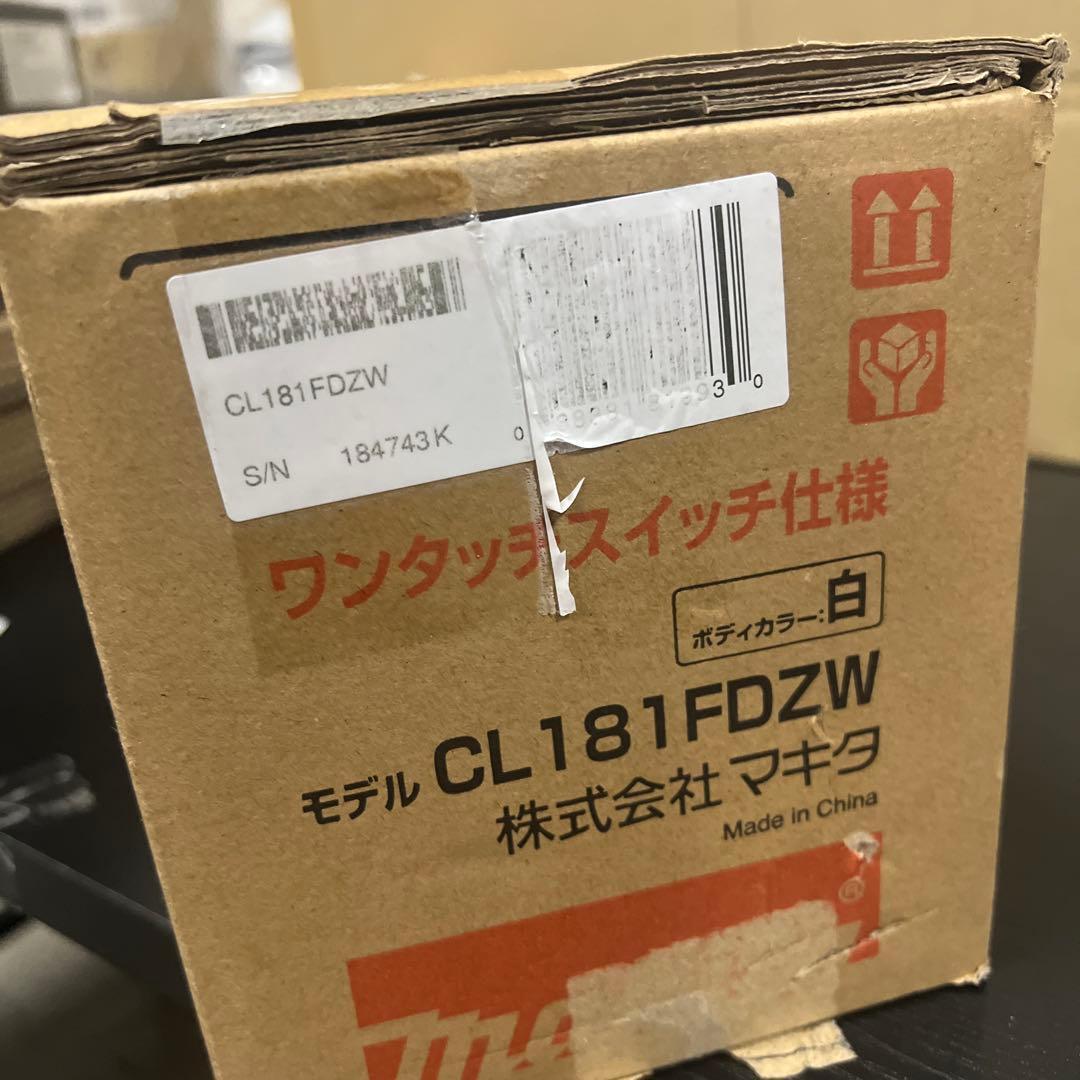 CL181FDZW
S/N 184743K
ワンタッチスイッチ仕様
ボディカラー:白
モデル CL181FDZW
株式会社マキタ
Made in China
®